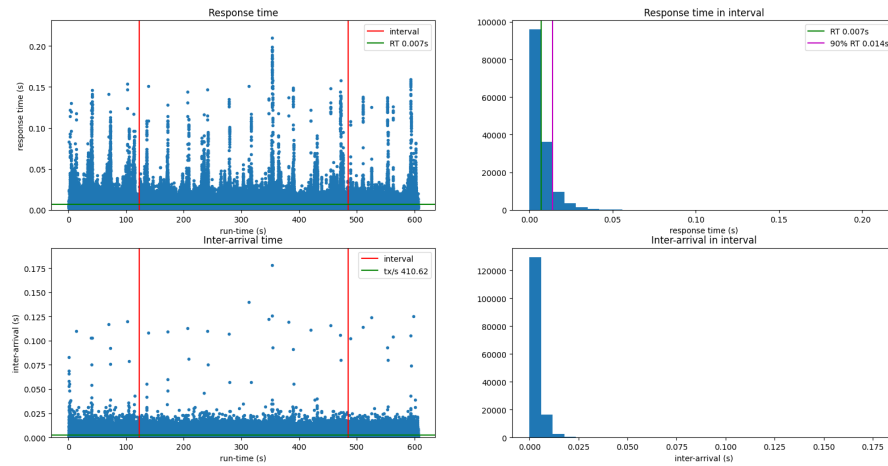 Response time
response time (s)
0.20
0.15
0.10
0.05
0.00
interval
RT 0.007s
0 100 200 300 400 500 600
run-time (s)
Response time in interval
100000
80000
60000
40000
20000
0
RT 0.007s
90% RT 0.014s
0.00 0.05 0.10 0.15 0.20
response time (s)
Inter-arrival time
inter-arrival (s)
0.175
0.150
0.125
0.100
0.075
0.050
0.025
0.000
interval
tx/s 410.62
0 100 200 300 400 500 600
run-time (s)
Inter-arrival in interval
120000
100000
80000
60000
40000
20000
0
0.000 0.025 0.050 0.075 0.100 0.125 0.150 0.175
inter-arrival (s)